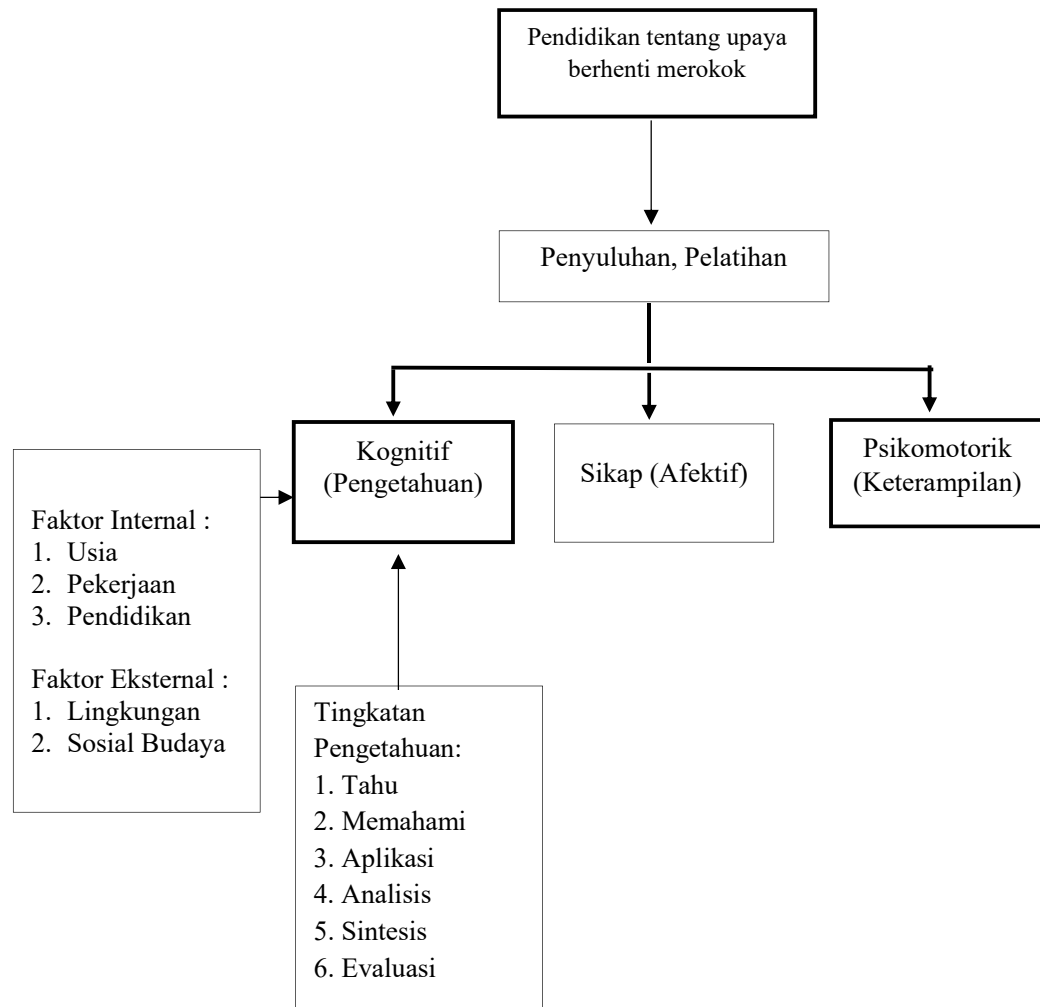 Pendidikan tentang upaya
berhenti merokok
Penyuluhan, Pelatihan
Kognitif
(Pengetahuan)
Sikap (Afektif)
Psikomotorik
(Keterampilan)
Faktor Internal :
1. Usia
2. Pekerjaan
3. Pendidikan
Faktor Eksternal :
1. Lingkungan
2. Sosial Budaya
Tingkatan
Pengetahuan:
1. Tahu
2. Memahami
3. Aplikasi
4. Analisis
5. Sintesis
6. Evaluasi